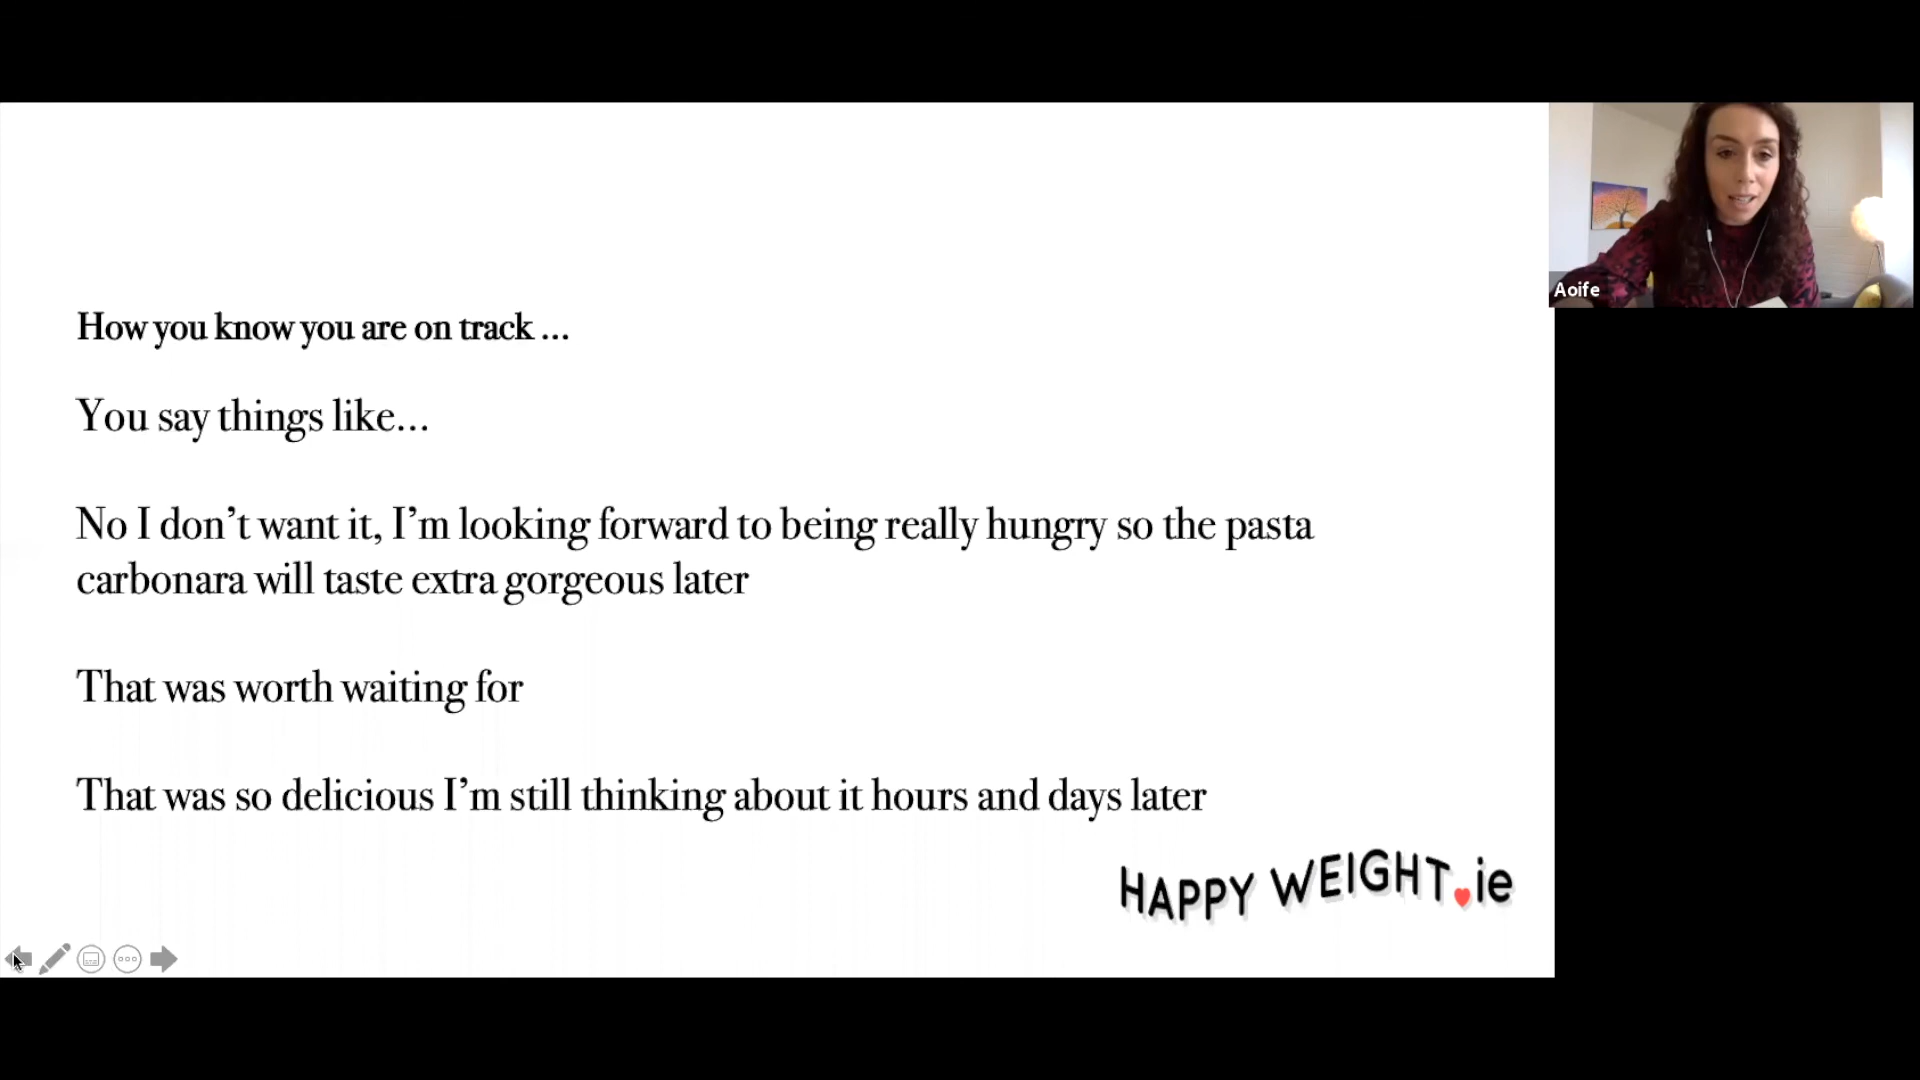 How you know you are on track …
You say things like…
No I don’t want it, I’m looking forward to being really hungry so the pasta
carbonara will taste extra gorgeous later
That was worth waiting for
That was so delicious I’m still thinking about it hours and days later
HAPPY WEIGHT.ie
Aoife